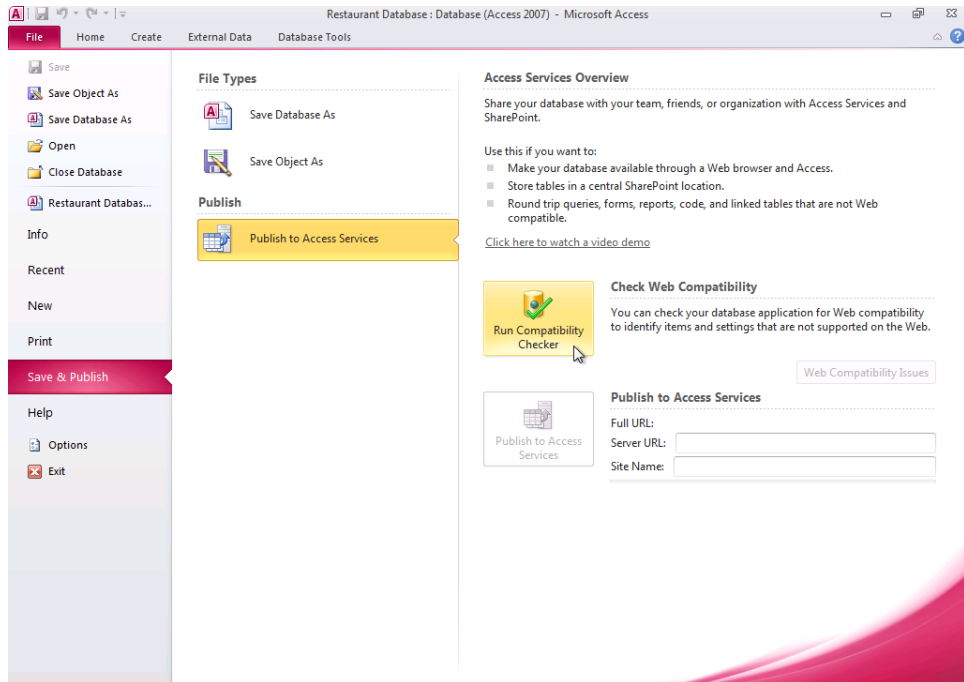 Restaurant Database : Database (Access 2007) - Microsoft Access
File Home Create External Data Database Tools
Save
Save Object As
Save Database As
Open
Close Database
Restaurant Databas...
Info
Recent
New
Print
Save & Publish
Help
Options
Exit
File Types
Save Database As
Save Object As
Publish
Publish to Access Services
Access Services Overview
Share your database with your team, friends, or organization with Access Services and
SharePoint.
Use this if you want to:
Make your database available through a Web browser and Access.
Store tables in a central SharePoint location.
Round trip queries, forms, reports, code, and linked tables that are not Web
compatible.
Click here to watch a video demo
Run Compatibility
Checker
Check Web Compatibility
You can check your database application for Web compatibility
to identify items and settings that are not supported on the Web.
Web Compatibility Issues
Publish to Access
Services
Publish to Access Services
Full URL:
Server URL:
Site Name: